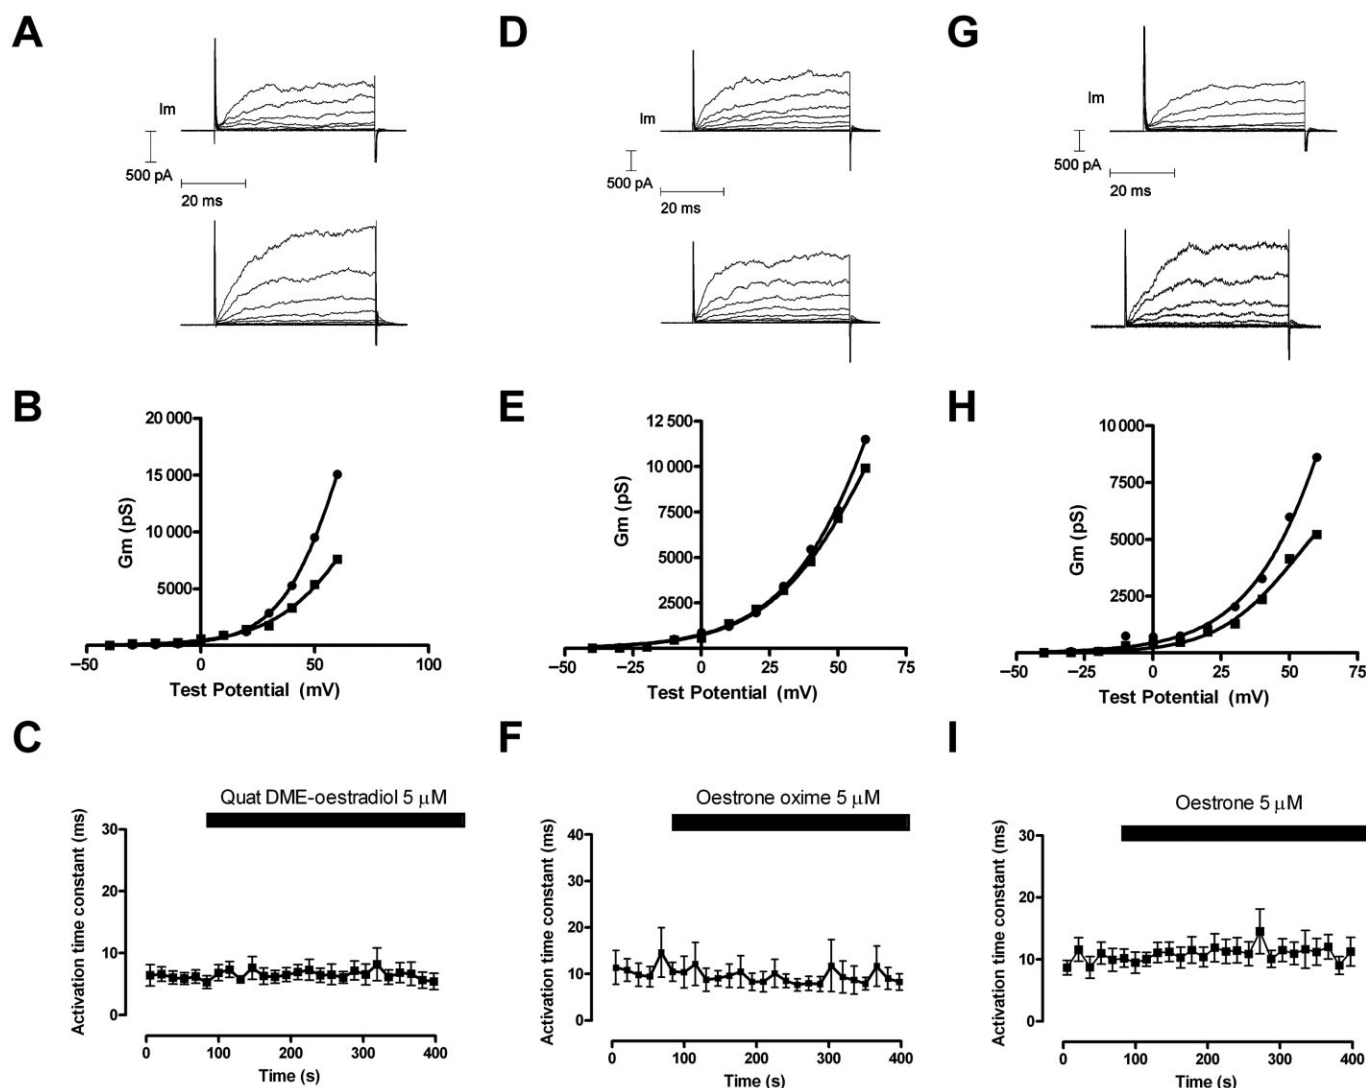 A
D
G
Im
500 pA
20 ms
Im
500 pA
20 ms
Im
500 pA
20 ms
B
20 000
15 000
10 000
5000
Gm (pS)
−50
0
50
100
Test Potential (mV)
E
12 500
10 000
7500
5000
2500
Gm (pS)
−50
−25
0
25
50
75
Test Potential (mV)
H
10 000
7500
5000
2500
Gm (pS)
−50
−25
0
25
50
75
Test Potential (mV)
C
Quat DME-oestradiol 5 μM
Activation time constant (ms)
30
20
10
0
0
100
200
300
400
Time (s)
F
Oestrone oxime 5 μM
Activation time constant (ms)
40
30
20
10
0
0
100
200
300
400
Time (s)
I
Oestrone 5 μM
Activation time constant (ms)
30
20
10
0
0
100
200
300
400
Time (s)